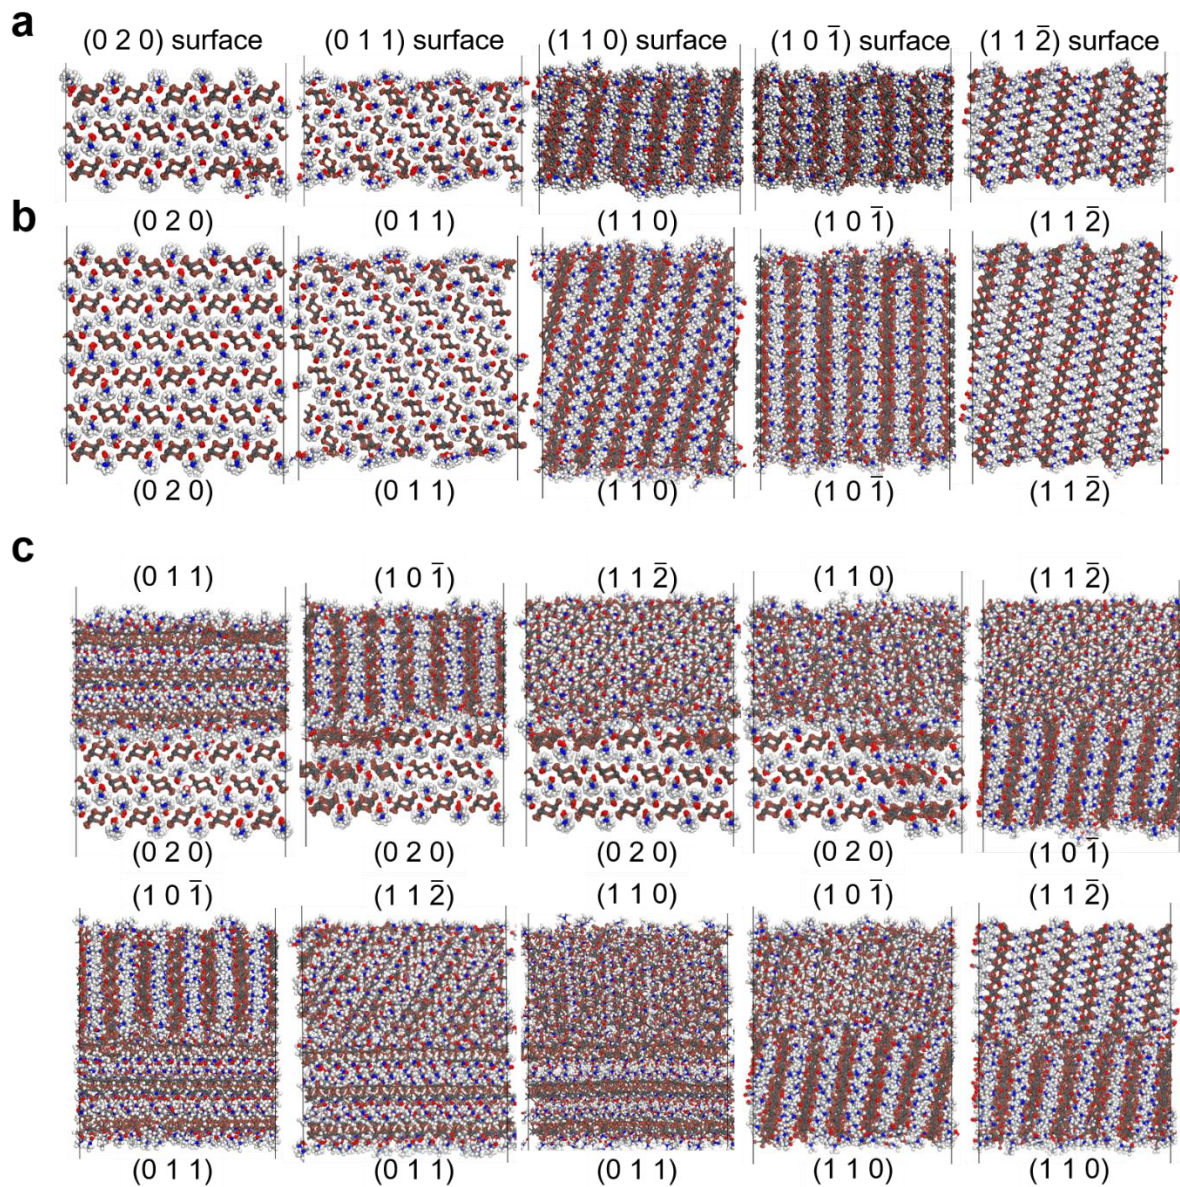 a
(0 2 0) surface (0 1 1) surface (1 1 0) surface (1 0 1̅) surface (1 1 2̅) surface
b
(0 2 0) (0 1 1) (1 1 0) (1 0 1̅) (1 1 2̅)
(0 2 0) (0 1 1) (1 1 0) (1 0 1̅) (1 1 2̅)
c
(0 1 1) (1 0 1̅) (1 1 2̅) (1 1 0) (1 1 2̅)
(0 2 0) (0 2 0) (0 2 0) (0 2 0) (1 0 1̅)
(1 0 1̅) (1 1 2̅) (1 1 0) (1 0 1̅) (1 1 2̅)
(0 1 1) (0 1 1) (0 1 1) (1 1 0) (1 1 0)